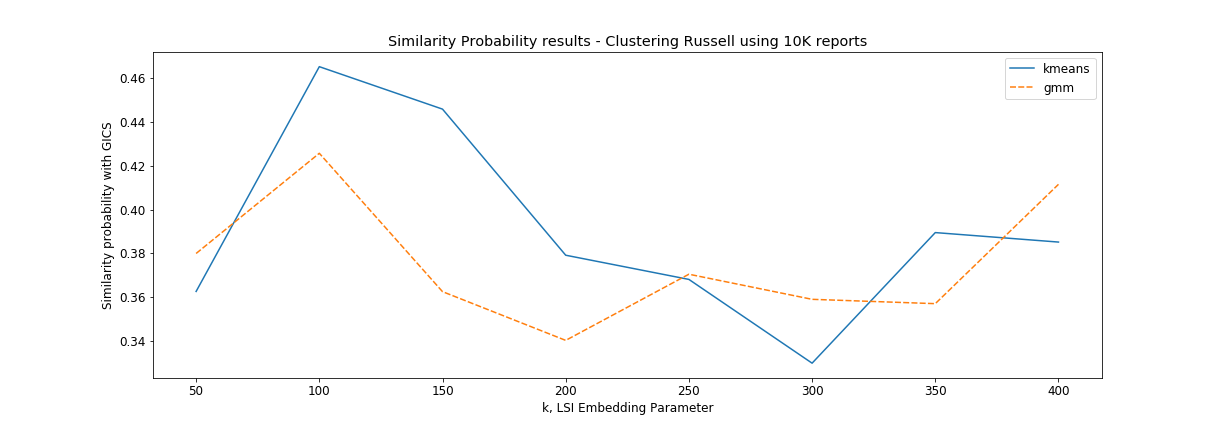 Similarity Probability results - Clustering Russell using 10K reports
kmeans
gmm
Similarity probability with GICS
0.46
0.44
0.42
0.40
0.38
0.36
0.34
50 100 150 200 250 300 350 400
k, LSI Embedding Parameter